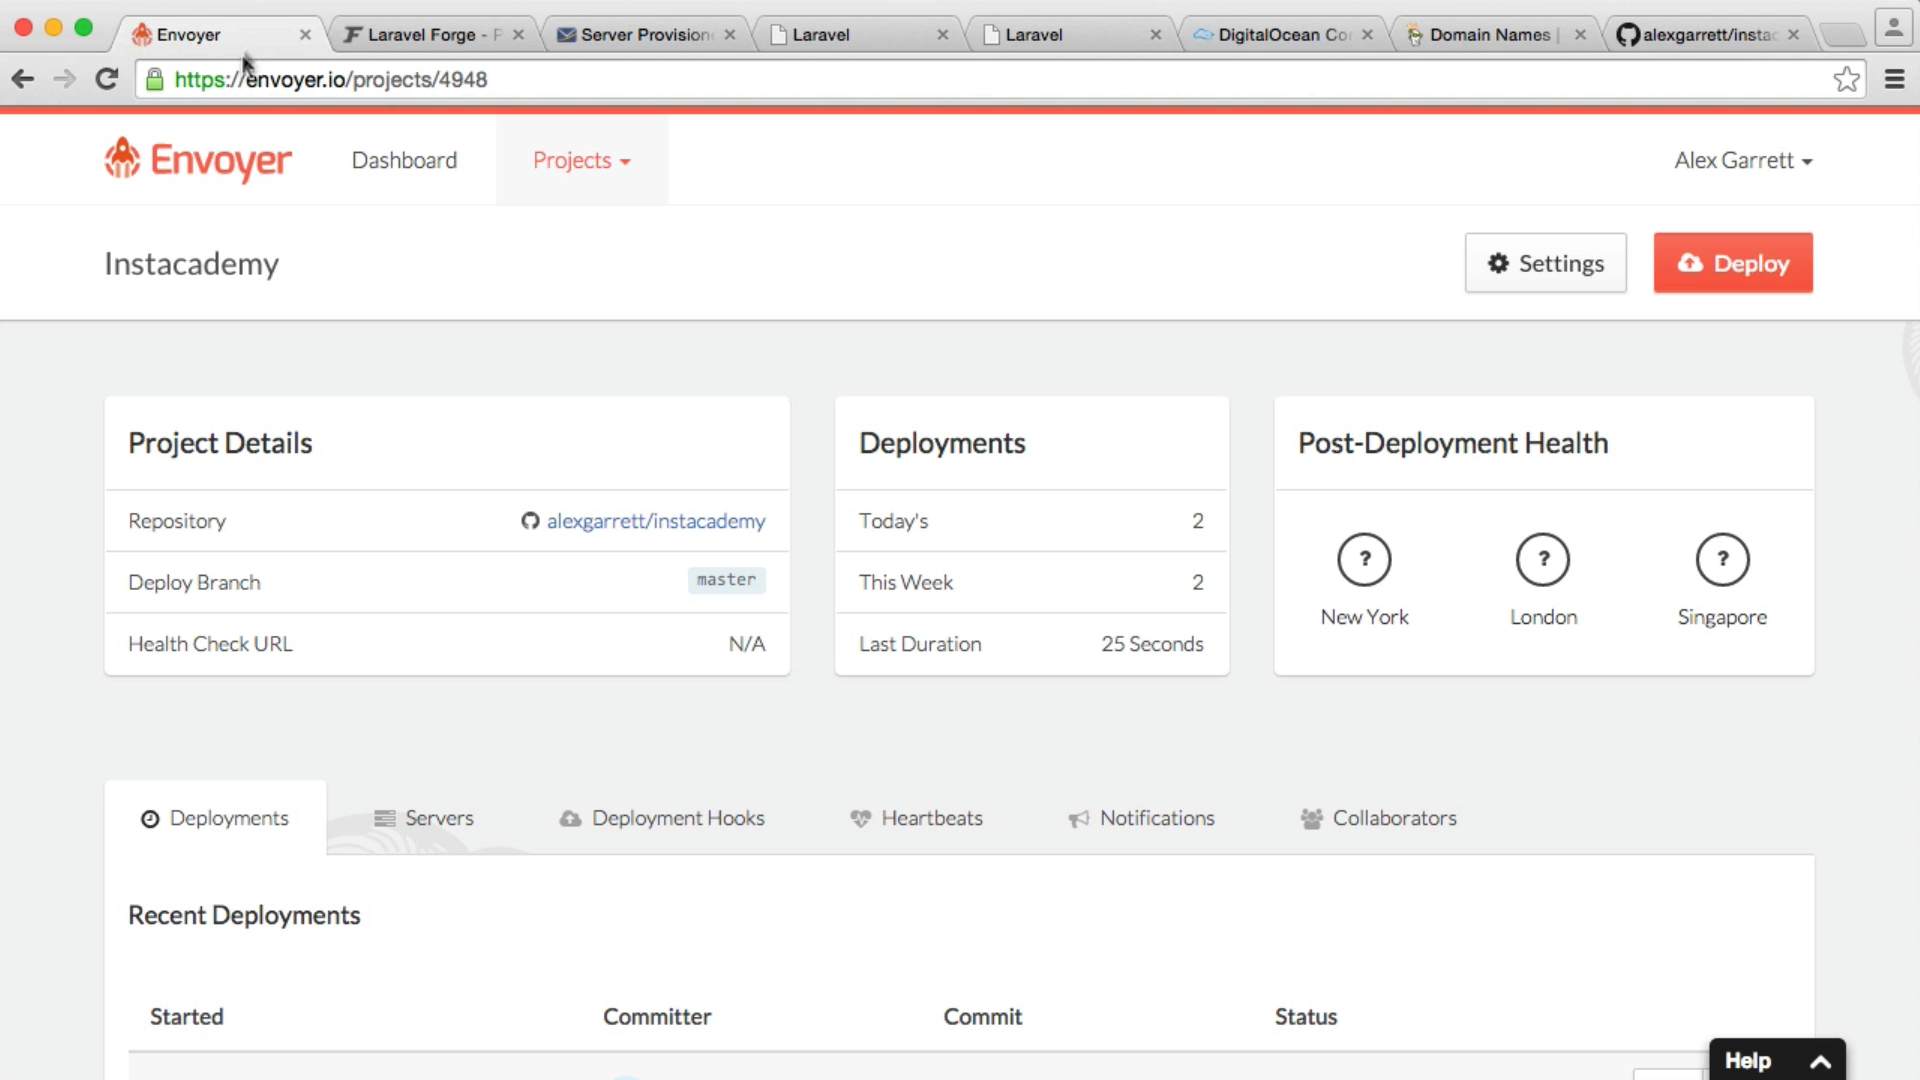 Envoyer
Laravel Forge - P
Server Provision
Laravel
Laravel
DigitalOcean Co
Domain Names |
alexgarrett/insta
https://envoyer.io/projects/4948
Envoyer
Dashboard
Projects
Alex Garrett
Instacademy
Settings
Deploy
Project Details
Repository
alexgarrett/instacademy
Deploy Branch
master
Health Check URL
N/A
Deployments
Today's
2
This Week
2
Last Duration
25 Seconds
Post-Deployment Health
?
?
?
New York
London
Singapore
Deployments
Servers
Deployment Hooks
Heartbeats
Notifications
Collaborators
Recent Deployments
Started
Committer
Commit
Status
Help